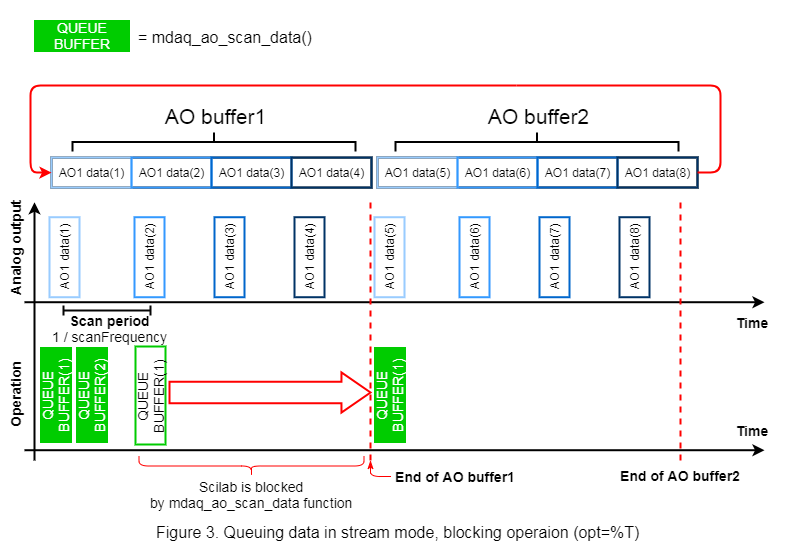 QUEUE
BUFFER
= mdaq_ao_scan_data()
AO buffer1
AO buffer2
AO1 data(1)
AO1 data(2)
AO1 data(3)
AO1 data(4)
AO1 data(5)
AO1 data(6)
AO1 data(7)
AO1 data(8)
Analog output
AO1 data(1)
AO1 data(2)
AO1 data(3)
AO1 data(4)
AO1 data(5)
AO1 data(6)
AO1 data(7)
AO1 data(8)
Time
Scan period
1 / scanFrequency
Operation
QUEUE
BUFFER(1)
QUEUE
BUFFER(2)
QUEUE
BUFFER(1)
QUEUE
BUFFER(1)
Time
End of AO buffer1
End of AO buffer2
Scilab is blocked
by mdaq_ao_scan_data function
Figure 3. Queuing data in stream mode, blocking operaion (opt=%T)